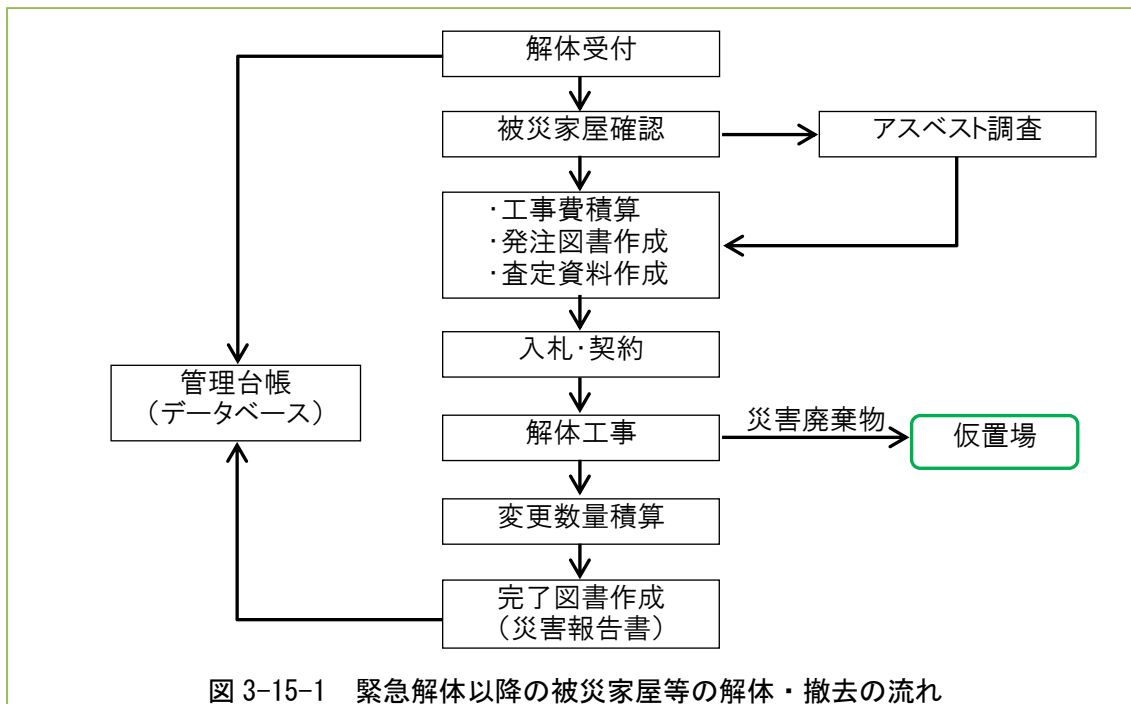 解体受付
被災家屋確認
アスベスト調査
・工事費積算
・発注図書作成
・査定資料作成
入札・契約
管理台帳
（データベース）
解体工事
災害廃棄物
仮置場
変更数量積算
完了図書作成
（災害報告書）
図 3-15-1　緊急解体以降の被災家屋等の解体・撤去の流れ